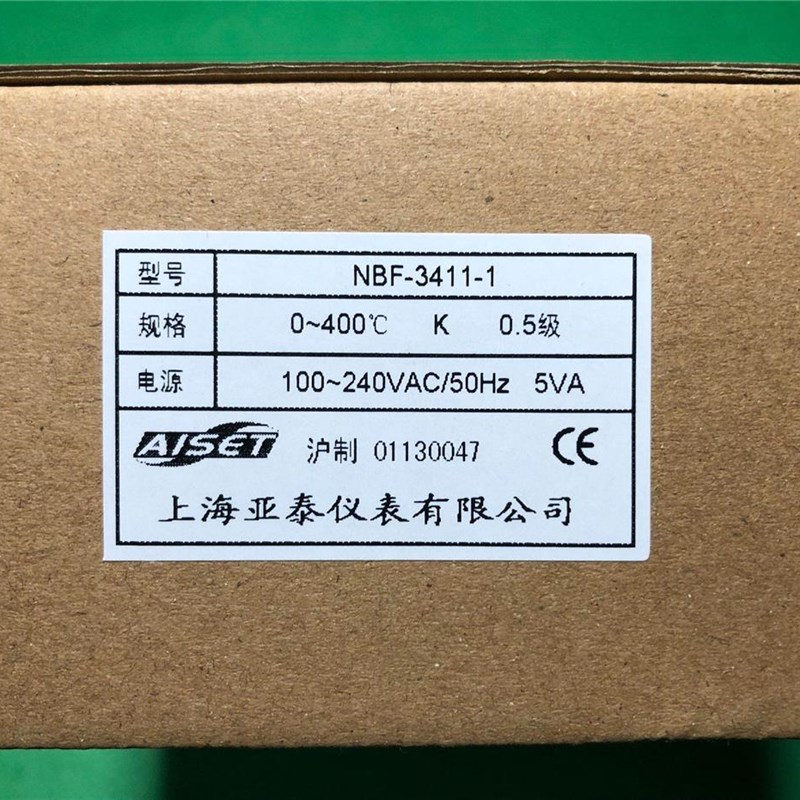 型号 NBF-3411-1
规格 0~400℃ K 0.5级
电源 100~240VAC/50Hz 5VA
AISET 沪制 01130047 CE
上海亚泰仪表有限公司